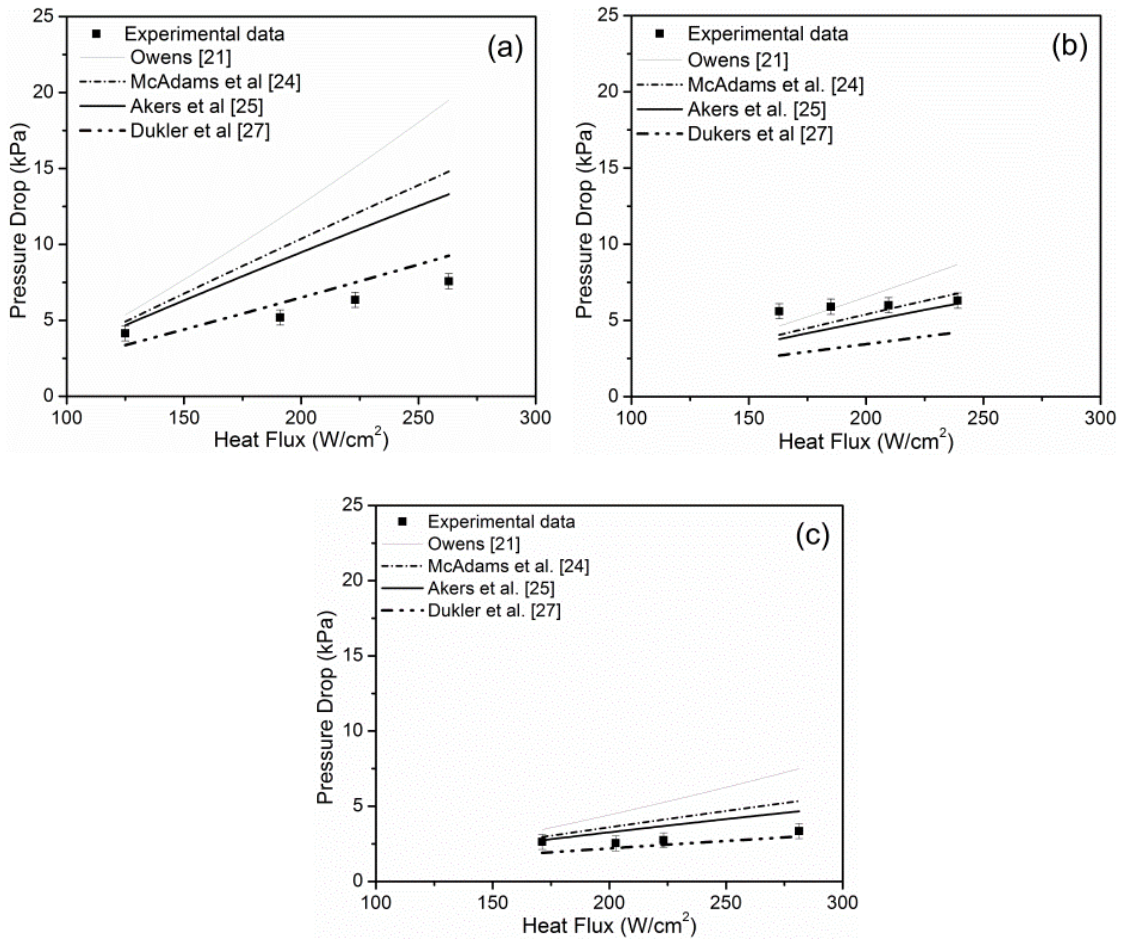 25
20
15
10
5
0
Pressure Drop (kPa)
Experimental data
Owens [21]
McAdams et al [24]
Akers et al [25]
Dukler et al [27]
(a)
100 150 200 250 300
Heat Flux (W/cm²)
25
20
15
10
5
0
Pressure Drop (kPa)
Experimental data
Owens [21]
McAdams et al. [24]
Akers et. al. [25]
Dukers et al [27]
(b)
100 150 200 250 300
Heat Flux (W/cm²)
25
20
15
10
5
0
Pressure Drop (kPa)
Experimental data
Owens [21]
McAdams et al. [24]
Akers et al. [25]
Dukler et al. [27]
(c)
100 150 200 250 300
Heat Flux (W/cm²)